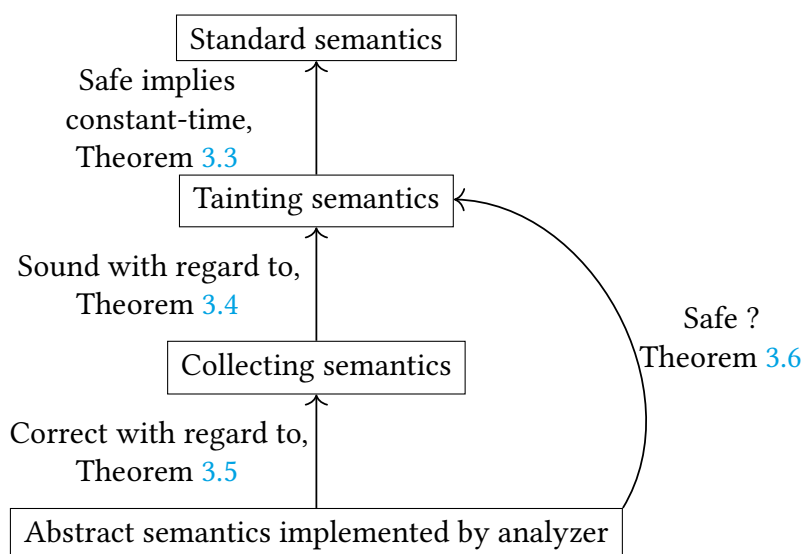 Standard semantics
Safe implies
constant-time,
Theorem 3.3
Tainting semantics
Sound with regard to,
Theorem 3.4
Safe ?
Theorem 3.6
Collecting semantics
Correct with regard to,
Theorem 3.5
Abstract semantics implemented by analyzer